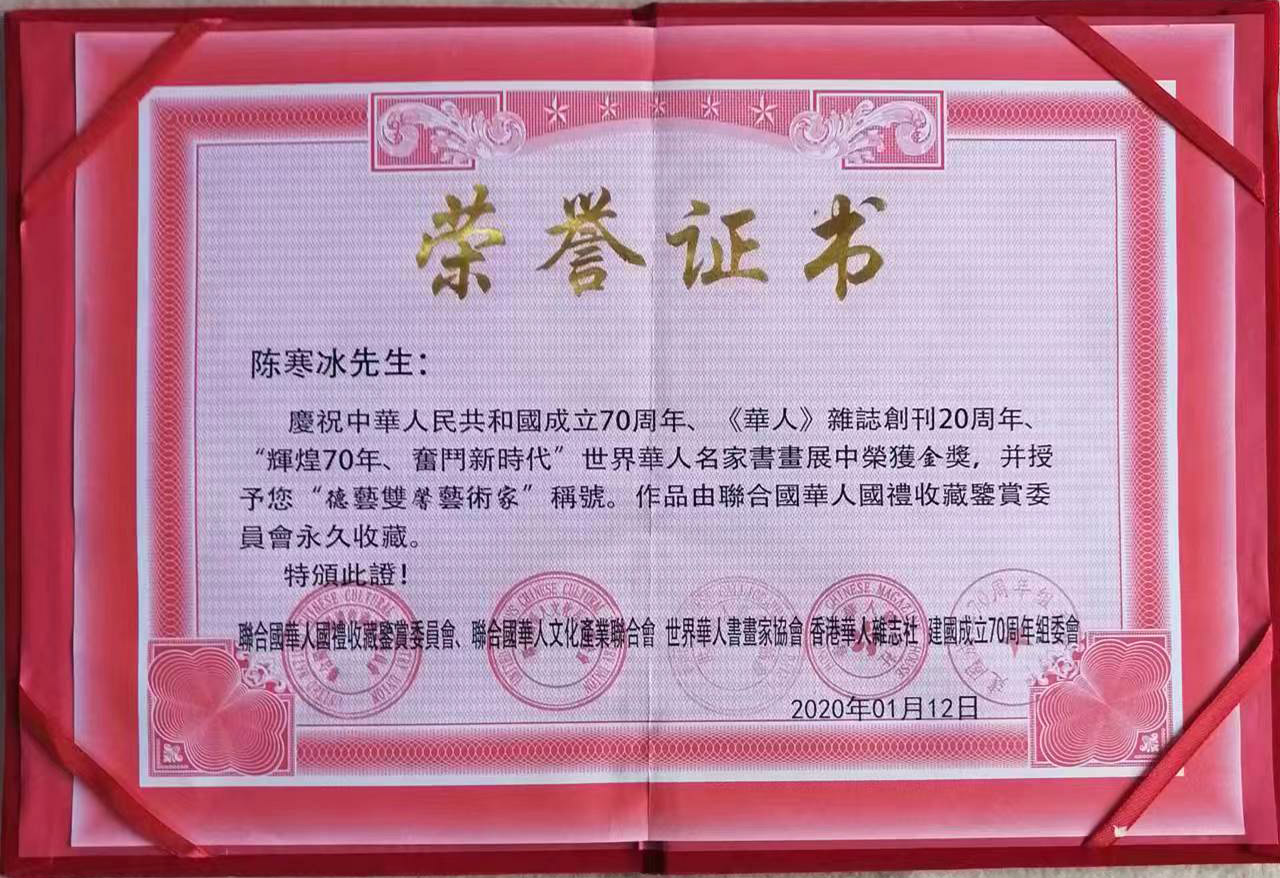 荣誉证书
陈寒冰先生：
慶祝中華人民共和國成立70周年、《華人》雜誌創刊20周年、
“輝煌70年、奮鬥新時代”世界華人名家書畫展中榮獲金獎，并授
予您“德藝雙馨藝術家”稱號。作品由聯合國華人國禮收藏鑒賞委
員會永久收藏。
特頒此證！
聯合國華人國禮收藏鑒賞委員會、聯合國華人文化產業聯合會 世界華人書畫家協會 香港華人雜志社 建國成立70周年組委會
2020年01月12日